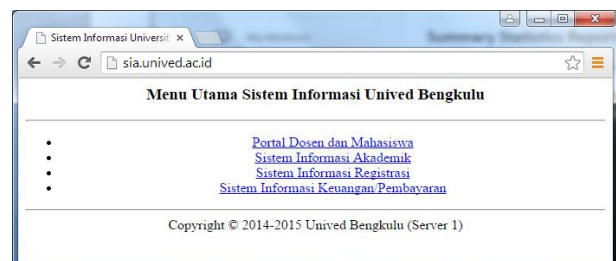 Sistem Informasi Universit
sia.unived.ac.id
Menu Utama Sistem Informasi Unived Bengkulu
Portal Dosen dan Mahasiswa
Sistem Informasi Akademik
Sistem Informasi Registrasi
Sistem Informasi Keuangan/Pembayaran
Copyright © 2014-2015 Unived Bengkulu (Server 1)